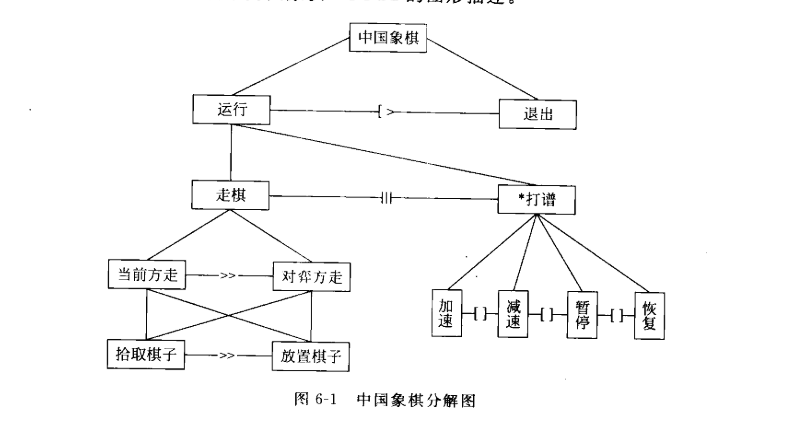 的图形描述。
中国象棋
运行
[ >
退出
走棋
|||
*打谱
当前方走
>>
对弈方走
加速
[ ]
减速
[ ]
暂停
[ ]
恢复
拾取棋子
>>
放置棋子
图 6-1 中国象棋分解图